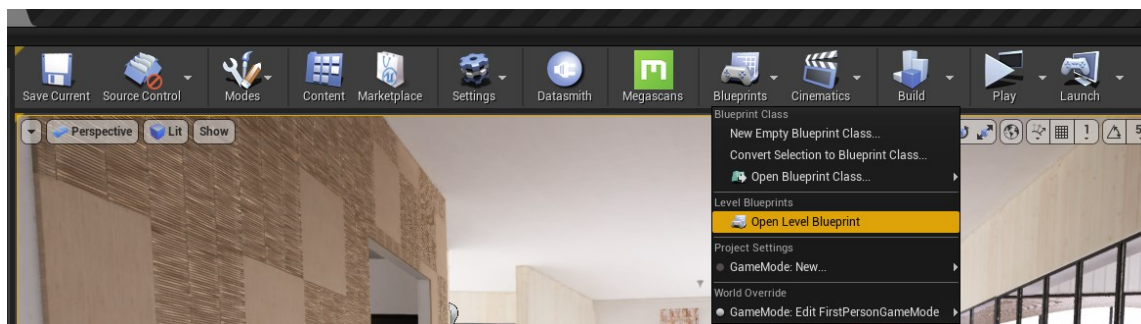 Save Current Source Control Modes Content Marketplace Settings Datasmith Megascans Blueprints Cinematics Build Play Launch
Perspective Lit Show
Blueprint Class
New Empty Blueprint Class...
Convert Selection to Blueprint Class...
Open Blueprint Class...
Level Blueprints
Open Level Blueprint
Project Settings
GameMode: New...
World Override
GameMode: Edit FirstPersonGameMode
1